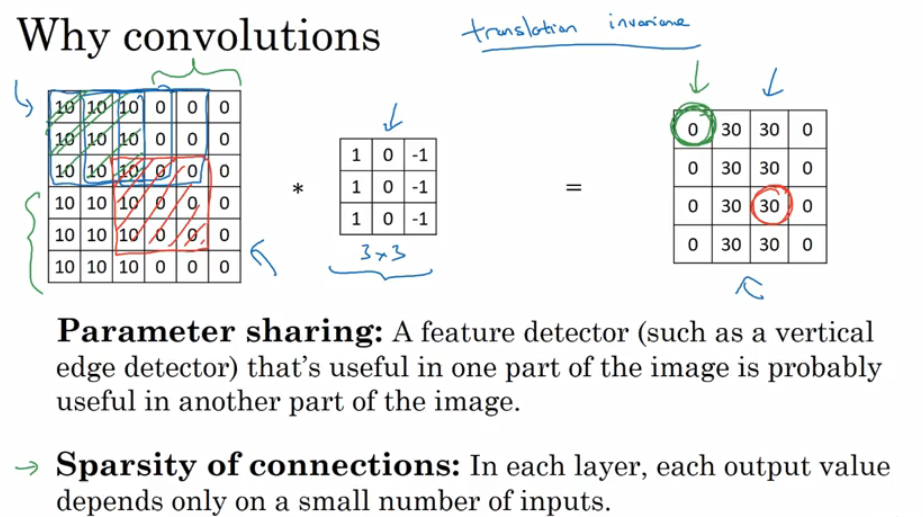 Why convolutions
translation invariance
10 10 10 0 0 0
10 10 10 0 0 0
10 10 10 0 0 0
10 10 10 0 0 0
10 10 10 0 0 0
10 10 10 0 0 0
*
1 0 -1
1 0 -1
1 0 -1
3×3
=
0 30 30 0
0 30 30 0
0 30 30 0
0 30 30 0
Parameter sharing: A feature detector (such as a vertical
edge detector) that's useful in one part of the image is probably
useful in another part of the image.
→ Sparsity of connections: In each layer, each output value
depends only on a small number of inputs.